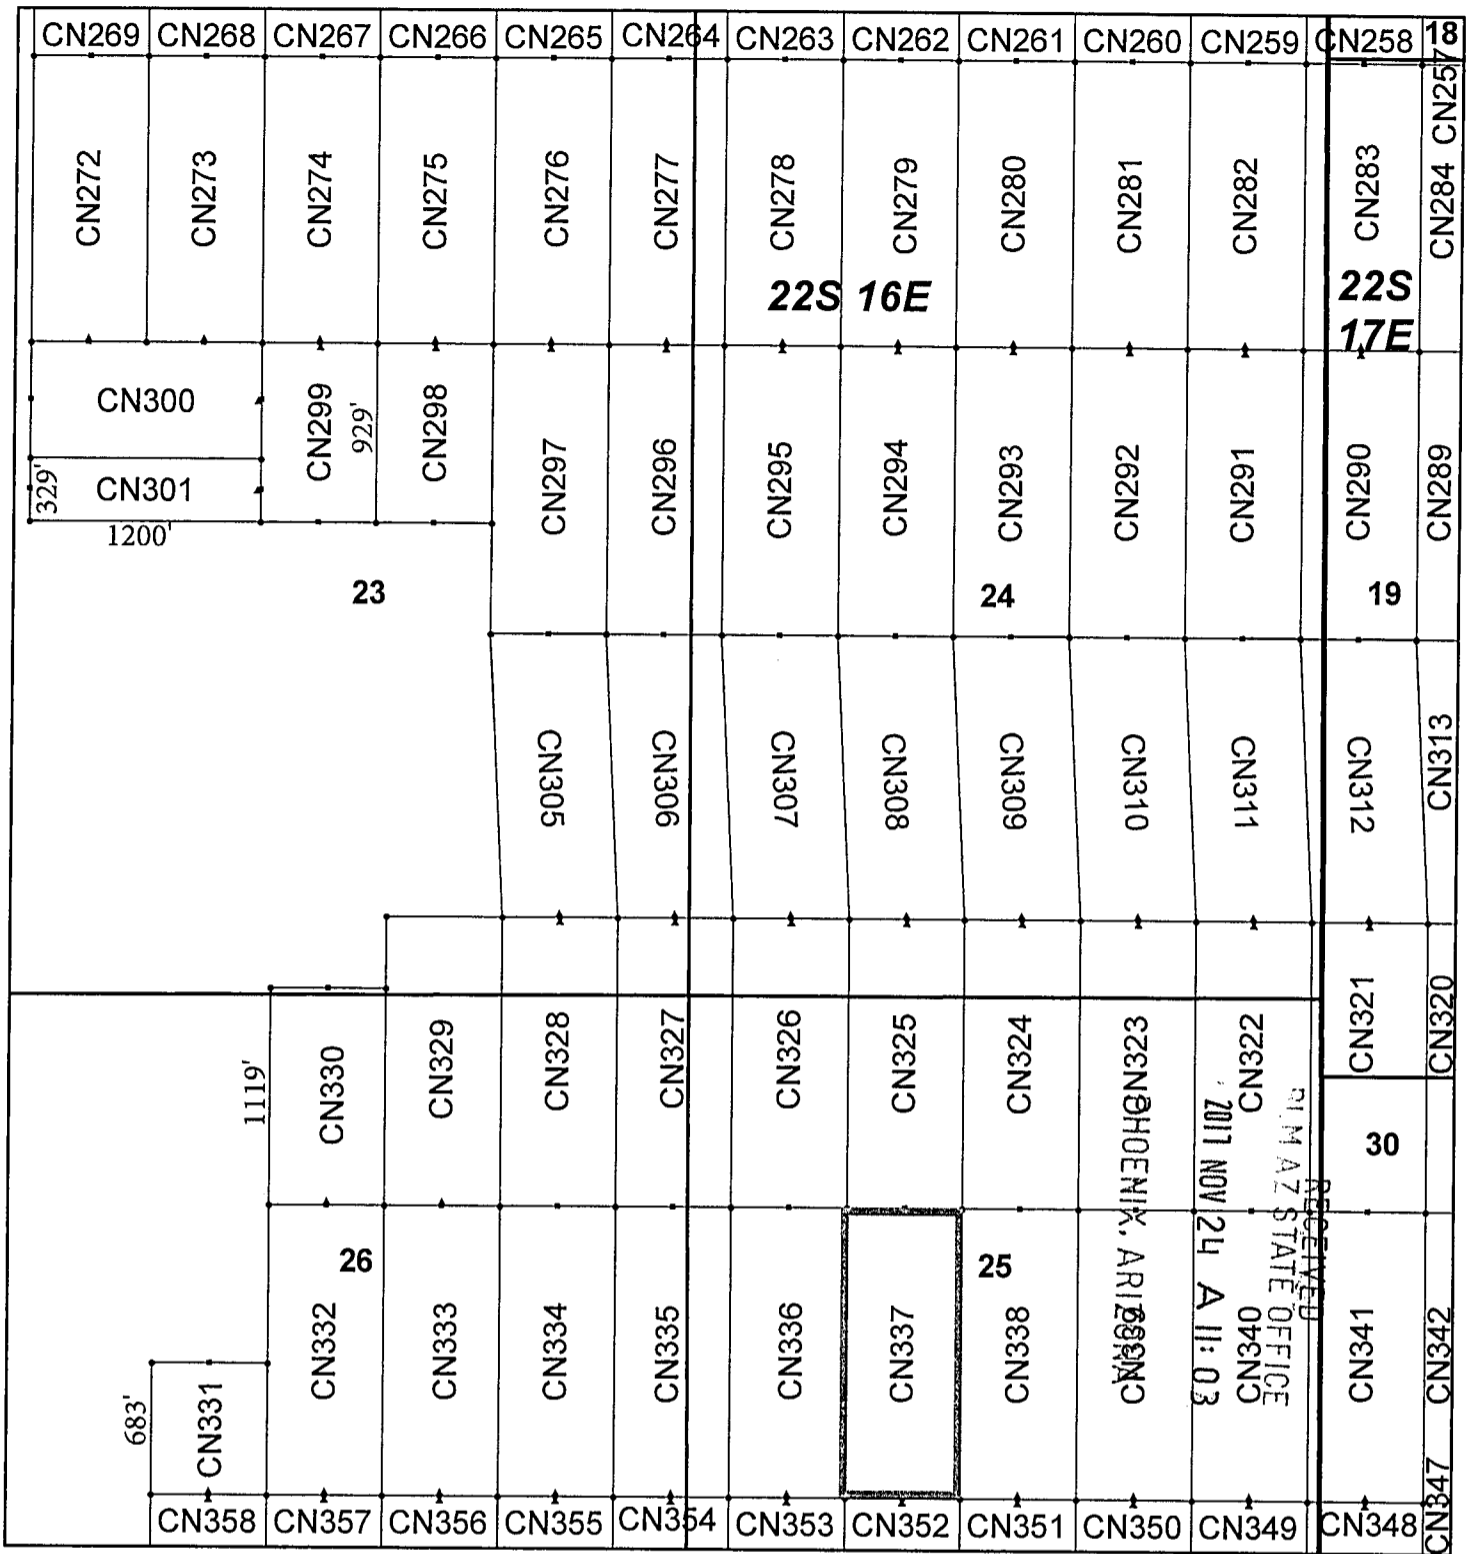 CN269 CN268 CN267 CN266 CN265 CN264 CN263 CN262 CN261 CN260 CN259 CN258 18
CN257
CN272 CN273 CN274 CN275 CN276 CN277 CN278 CN279 CN280 CN281 CN282 CN283 CN284
22S 16E
22S
17E
CN300
CN299
929'
CN298
CN297 CN296 CN295 CN294 CN293 CN292 CN291 CN290 CN289
329'
CN301
1200'
23 24 19
CN305 CN306 CN307 CN308 CN309 CN310 CN311 CN312 CN313
1119'
CN330 CN329 CN328 CN327 CN326 CN325 CN324 CN323 CN322 CN321 CN320
30
RECEIVED
BLM AZ STATE OFFICE
2017 NOV 24 A 11: 03
PHOENIX, ARIZONA
26 25
683'
CN331 CN332 CN333 CN334 CN335 CN336 CN337 CN338 CN339 CN340 CN341 CN342
CN347
CN358 CN357 CN356 CN355 CN354 CN353 CN352 CN351 CN350 CN349 CN348